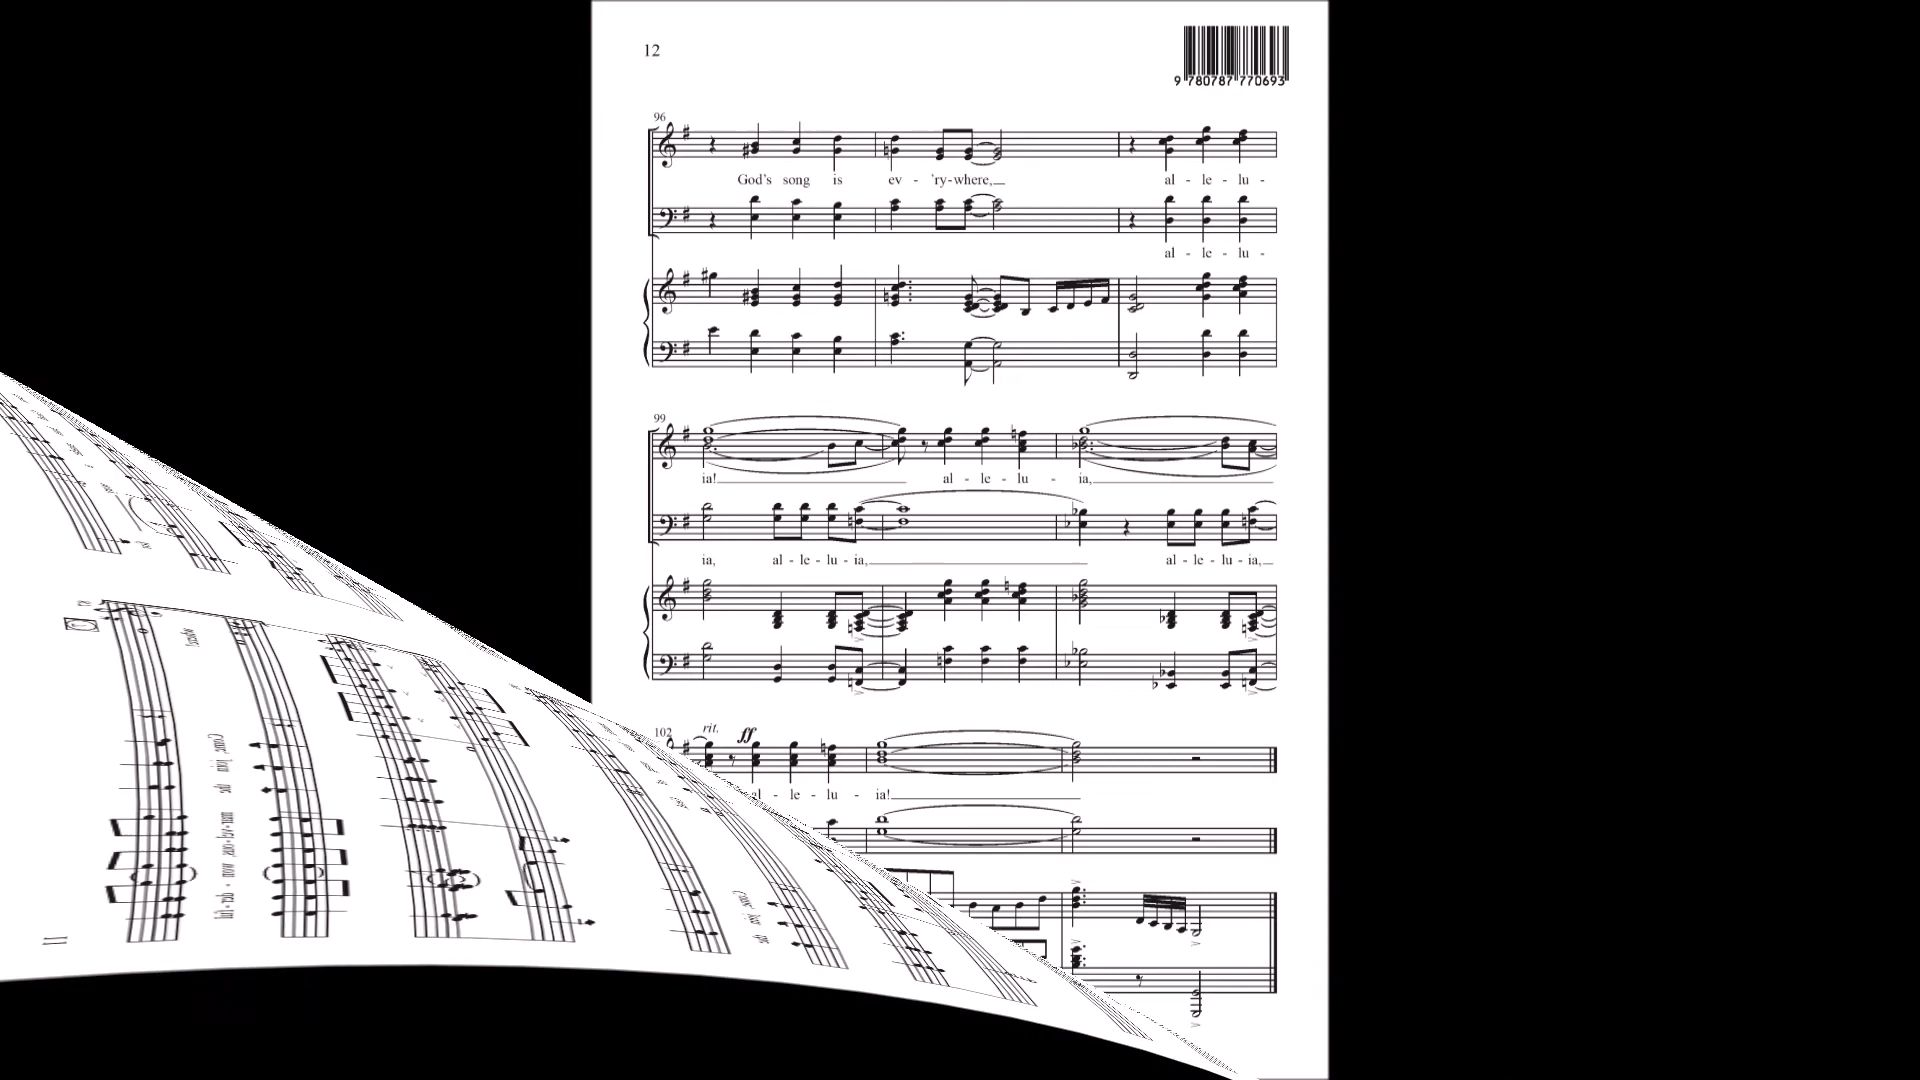 12
9 780787 770693
96
God's song is ev - 'ry-where, al - le - lu -
al - le - lu -
99
ia! al - le - lu - ia,
ia, al - le - lu - ia, al - le - lu - ia,
102 rit. ff
al - le - lu - ia!
C
11